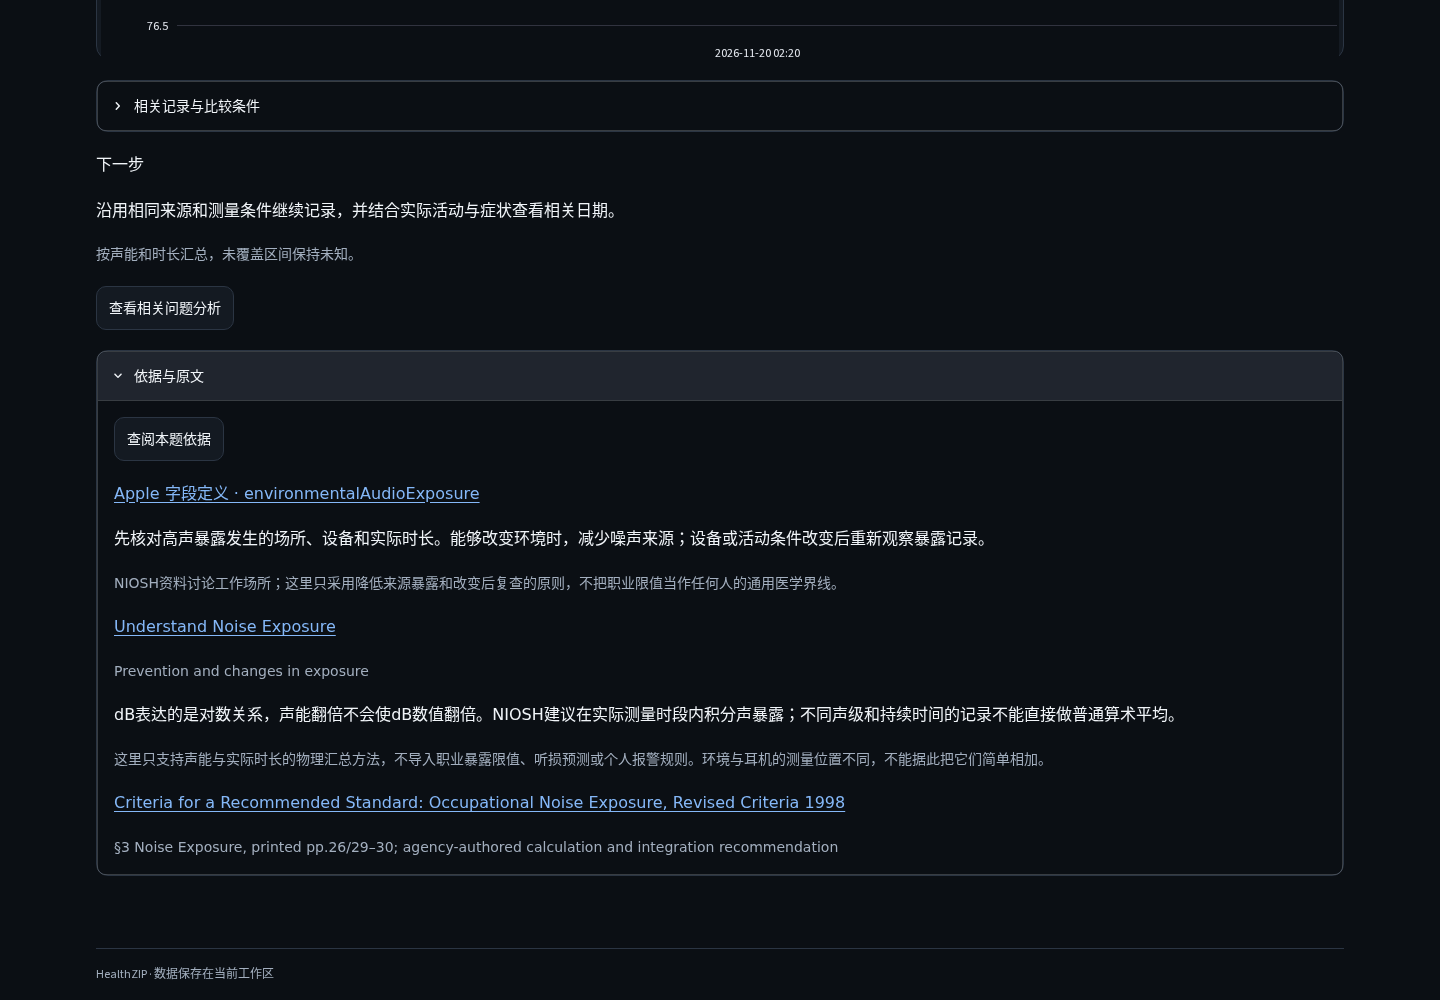 76.5
2026-11-20 02:20
相关记录与比较条件
下一步
沿用相同来源和测量条件继续记录，并结合实际活动与症状查看相关日期。
按声能和时长汇总，未覆盖区间保持未知。
查看相关问题分析
依据与原文
查阅本题依据
Apple 字段定义 · environmentalAudioExposure
先核对高声暴露发生的场所、设备和实际时长。能够改变环境时，减少噪声来源；设备或活动条件改变后重新观察暴露记录。
NIOSH资料讨论工作场所；这里只采用降低来源暴露和改变后复查的原则，不把职业限值当作任何人的通用医学界线。
Understand Noise Exposure
Prevention and changes in exposure
dB表达的是对数关系，声能翻倍不会使dB数值翻倍。NIOSH建议在实际测量时段内积分声暴露；不同声级和持续时间的记录不能直接做普通算术平均。
这里只支持声能与实际时长的物理汇总方法，不导入职业暴露限值、听损预测或个人报警规则。环境与耳机的测量位置不同，不能据此把它们简单相加。
Criteria for a Recommended Standard: Occupational Noise Exposure, Revised Criteria 1998
§3 Noise Exposure, printed pp.26/29–30; agency-authored calculation and integration recommendation
HealthZIP · 数据保存在当前工作区